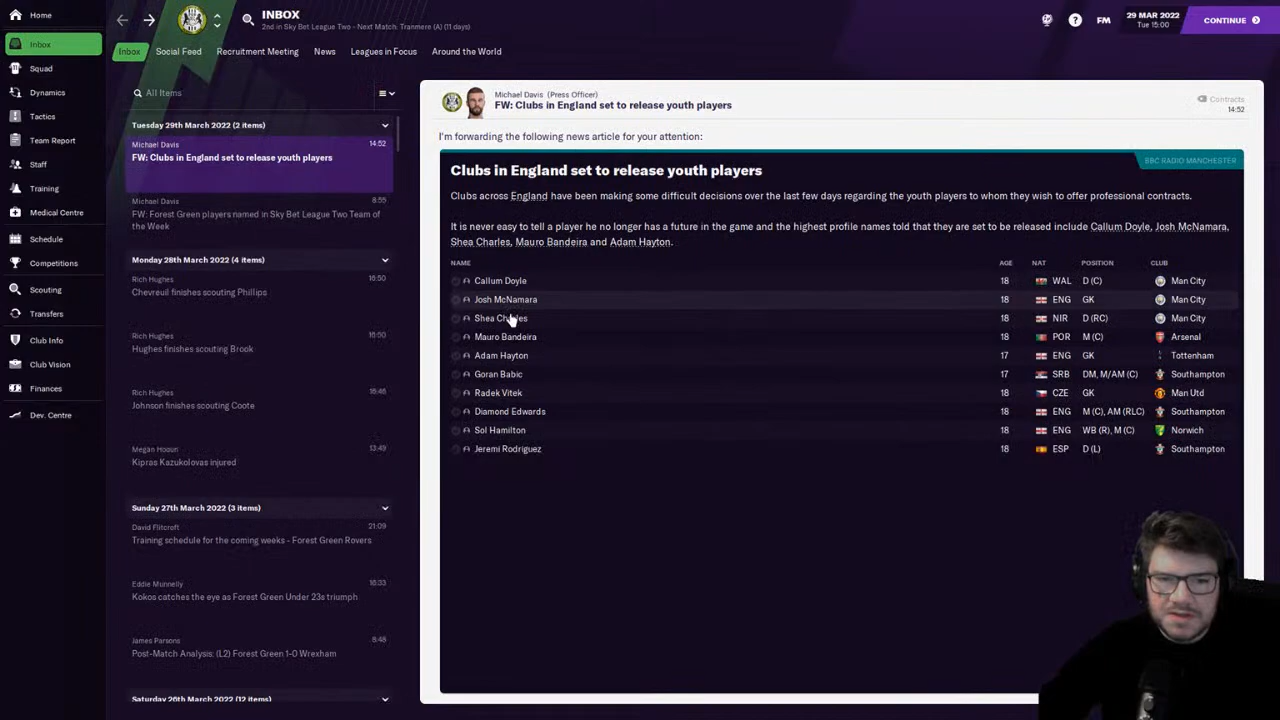 Home
Inbox
Squad
Dynamics
Tactics
Team Report
Staff
Training
Medical Centre
Schedule
Competitions
Scouting
Transfers
Club Info
Club Vision
Finances
Dev. Centre
INBOX
2nd in Sky Bet League Two - Next Match: Tranmere (A) (11 days)
FM
29 MAR 2022
Tue 15:00
CONTINUE
Inbox
Social Feed
Recruitment Meeting
News
Leagues in Focus
Around the World
All Items
Tuesday 29th March 2022 (2 items)
Michael Davis 14:52
FW: Clubs in England set to release youth players
Michael Davis 8:55
FW: Forest Green players named in Sky Bet League Two Team of
the Week
Monday 28th March 2022 (4 items)
Rich Hughes 16:50
Chevreuil finishes scouting Phillips
Rich Hughes 16:50
Hughes finishes scouting Brook
Rich Hughes 16:46
Johnson finishes scouting Coote
Megan 13:49
Kipras Kazukolovas injured
Sunday 27th March 2022 (3 items)
David Flitcroft 21:09
Training schedule for the coming weeks - Forest Green Rovers
Eddie Munnelly 16:33
Kokos catches the eye as Forest Green Under 23s triumph
James Parsons 8:48
Post-Match Analysis: (L2) Forest Green 1-0 Wrexham
Saturday 26th March 2022 (12 items)
Michael Davis (Press Officer)
FW: Clubs in England set to release youth players
Contracts
14:52
I'm forwarding the following news article for your attention:
BBC RADIO MANCHESTER
Clubs in England set to release youth players
Clubs across England have been making some difficult decisions over the last few days regarding the youth players to whom they wish to offer professional contracts.
It is never easy to tell a player he no longer has a future in the game and the highest profile names told that they are set to be released include Callum Doyle, Josh McNamara,
Shea Charles, Mauro Bandeira and Adam Hayton.
NAME AGE NAT POSITION CLUB
Callum Doyle 18 WAL D (C) Man City
Josh McNamara 18 ENG GK Man City
Shea Charles 18 NIR D (RC) Man City
Mauro Bandeira 18 POR M (C) Arsenal
Adam Hayton 17 ENG GK Tottenham
Goran Babic 17 SRB DM, M/AM (C) Southampton
Radek Vitek 18 CZE GK Man Utd
Diamond Edwards 18 ENG M (C), AM (RLC) Southampton
Sol Hamilton 18 ENG WB (R), M (C) Norwich
Jeremi Rodriguez 18 ESP D (L) Southampton